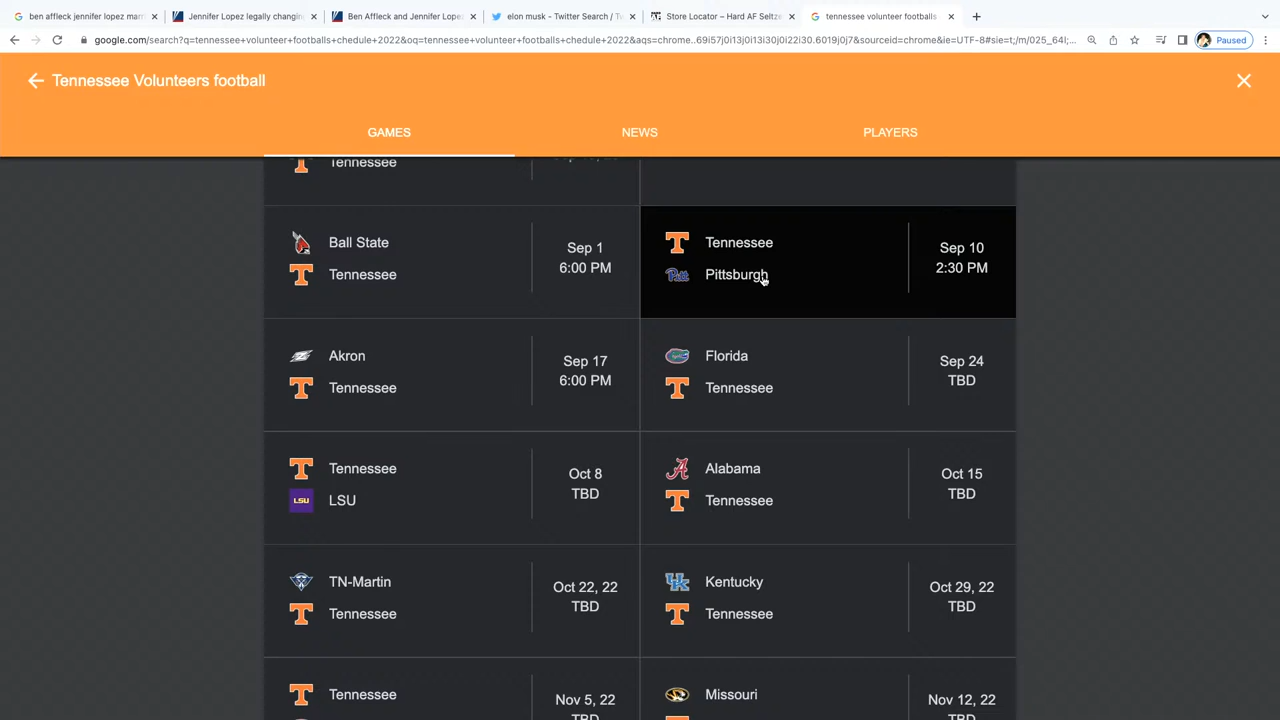 ben affleck jennifer lopez mar
Jennifer Lopez legally changin
Ben Affleck and Jennifer Lopez
elon musk - Twitter Search / Tw
Store Locator – Hard AF Seltze
tennessee volunteer footballs
google.com/search?q=tennessee+volunteer+footballs+chedule+2022&oq=tennessee+volunteer+footballs+chedule+2022&aqs=chrome..69i57j0i13j0i13i30j0i22i30.6019j0j7&sourceid=chrome&ie=UTF-8#sie=t;/m/025_64l;...
Paused
Tennessee Volunteers football
GAMES
NEWS
PLAYERS
Tennessee
Ball State
Tennessee
Sep 1
6:00 PM
Tennessee
Pittsburgh
Sep 10
2:30 PM
Akron
Tennessee
Sep 17
6:00 PM
Florida
Tennessee
Sep 24
TBD
Tennessee
LSU
LSU
Oct 8
TBD
Alabama
Tennessee
Oct 15
TBD
TN-Martin
Tennessee
Oct 22, 22
TBD
Kentucky
Tennessee
Oct 29, 22
TBD
Tennessee
Nov 5, 22
TBD
Missouri
Nov 12, 22
TBD